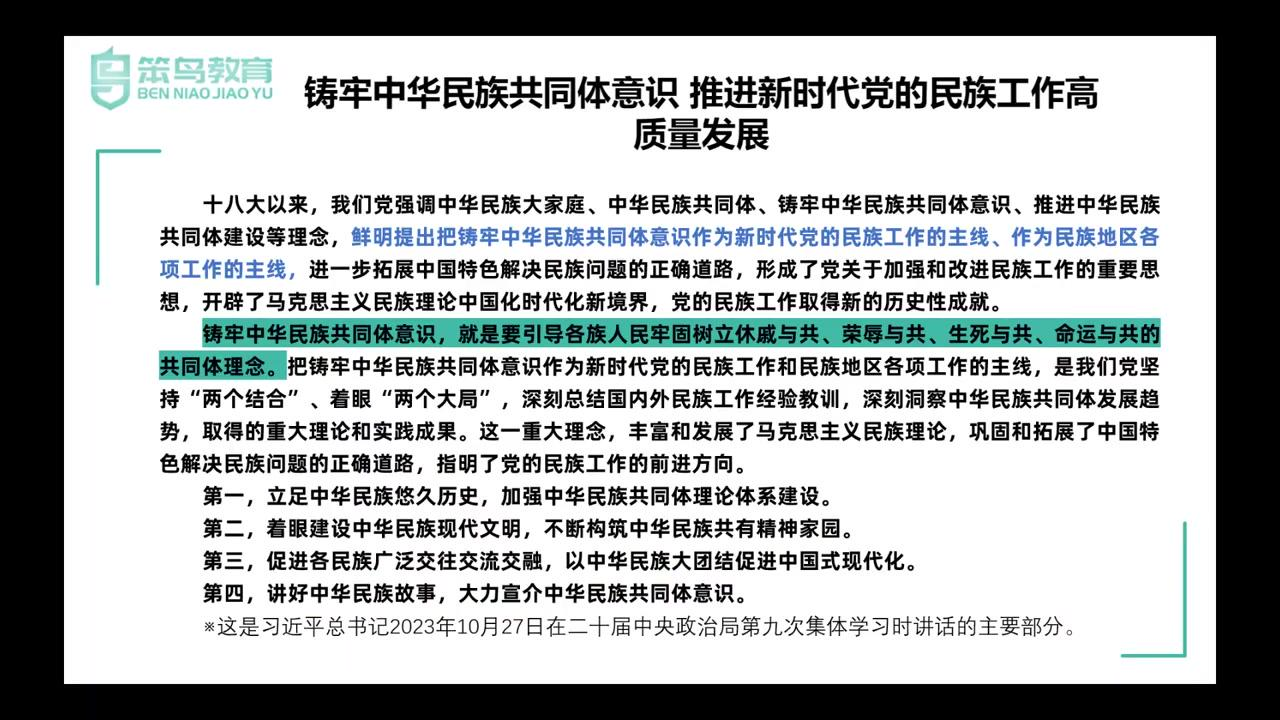 笨鸟教育
BEN NIAO JIAO YU
铸牢中华民族共同体意识 推进新时代党的民族工作高
质量发展
十八大以来，我们党强调中华民族大家庭、中华民族共同体、铸牢中华民族共同体意识、推进中华民族
共同体建设等理念，鲜明提出把铸牢中华民族共同体意识作为新时代党的民族工作的主线、作为民族地区各
项工作的主线，进一步拓展中国特色解决民族问题的正确道路，形成了党关于加强和改进民族工作的重要思
想，开辟了马克思主义民族理论中国化时代化新境界，党的民族工作取得新的历史性成就。
铸牢中华民族共同体意识，就是要引导各族人民牢固树立休戚与共、荣辱与共、生死与共、命运与共的
共同体理念。把铸牢中华民族共同体意识作为新时代党的民族工作和民族地区各项工作的主线，是我们党坚
持“两个结合”、着眼“两个大局”，深刻总结国内外民族工作经验教训，深刻洞察中华民族共同体发展趋
势，取得的重大理论和实践成果。这一重大理念，丰富和发展了马克思主义民族理论，巩固和拓展了中国特
色解决民族问题的正确道路，指明了党的民族工作的前进方向。
第一，立足中华民族悠久历史，加强中华民族共同体理论体系建设。
第二，着眼建设中华民族现代文明，不断构筑中华民族共有精神家园。
第三，促进各民族广泛交往交流交融，以中华民族大团结促进中国式现代化。
第四，讲好中华民族故事，大力宣介中华民族共同体意识。
※这是习近平总书记2023年10月27日在二十届中央政治局第九次集体学习时讲话的主要部分。